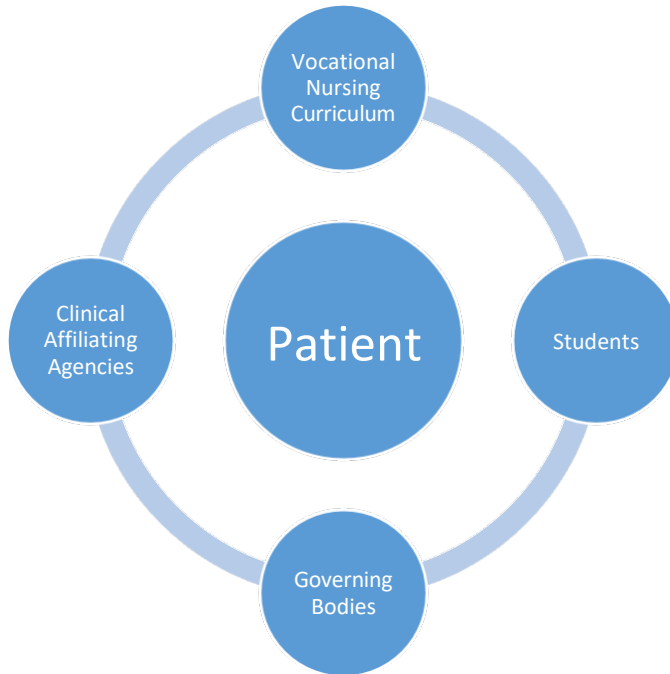 Vocational
Nursing
Curriculum
Clinical
Affiliating
Agencies
Patient
Students
Governing
Bodies